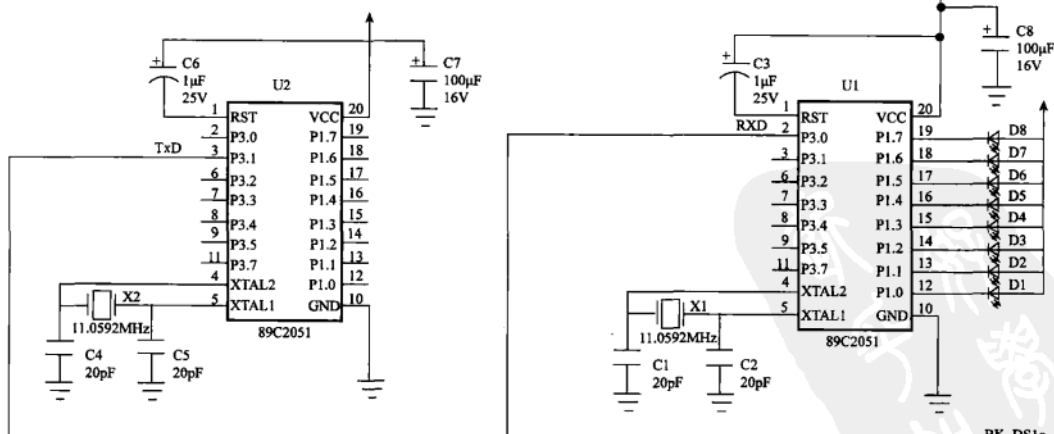 C6
1μF
25V
C7
100μF
16V
U2
1 RST VCC 20
2 P3.0 P1.7 19
TxD 3 P3.1 P1.6 18
6 P3.2 P1.5 17
7 P3.3 P1.4 16
8 P3.4 P1.3 15
9 P3.5 P1.2 14
11 P3.7 P1.1 13
4 XTAL2 P1.0 12
X2 5 XTAL1 GND 10
11.0592MHz
89C2051
C4
20pF
C5
20pF
C8
100μF
16V
C3
1μF
25V
U1
1 RST VCC 20
RXD 2 P3.0 P1.7 19 D8
3 P3.1 P1.6 18 D7
6 P3.2 P1.5 17 D6
7 P3.3 P1.4 16 D5
8 P3.4 P1.3 15 D4
9 P3.5 P1.2 14 D3
11 P3.7 P1.1 13 D2
4 XTAL2 P1.0 12 D1
X1 5 XTAL1 GND 10
11.0592MHz
89C2051
C1
20pF
C2
20pF